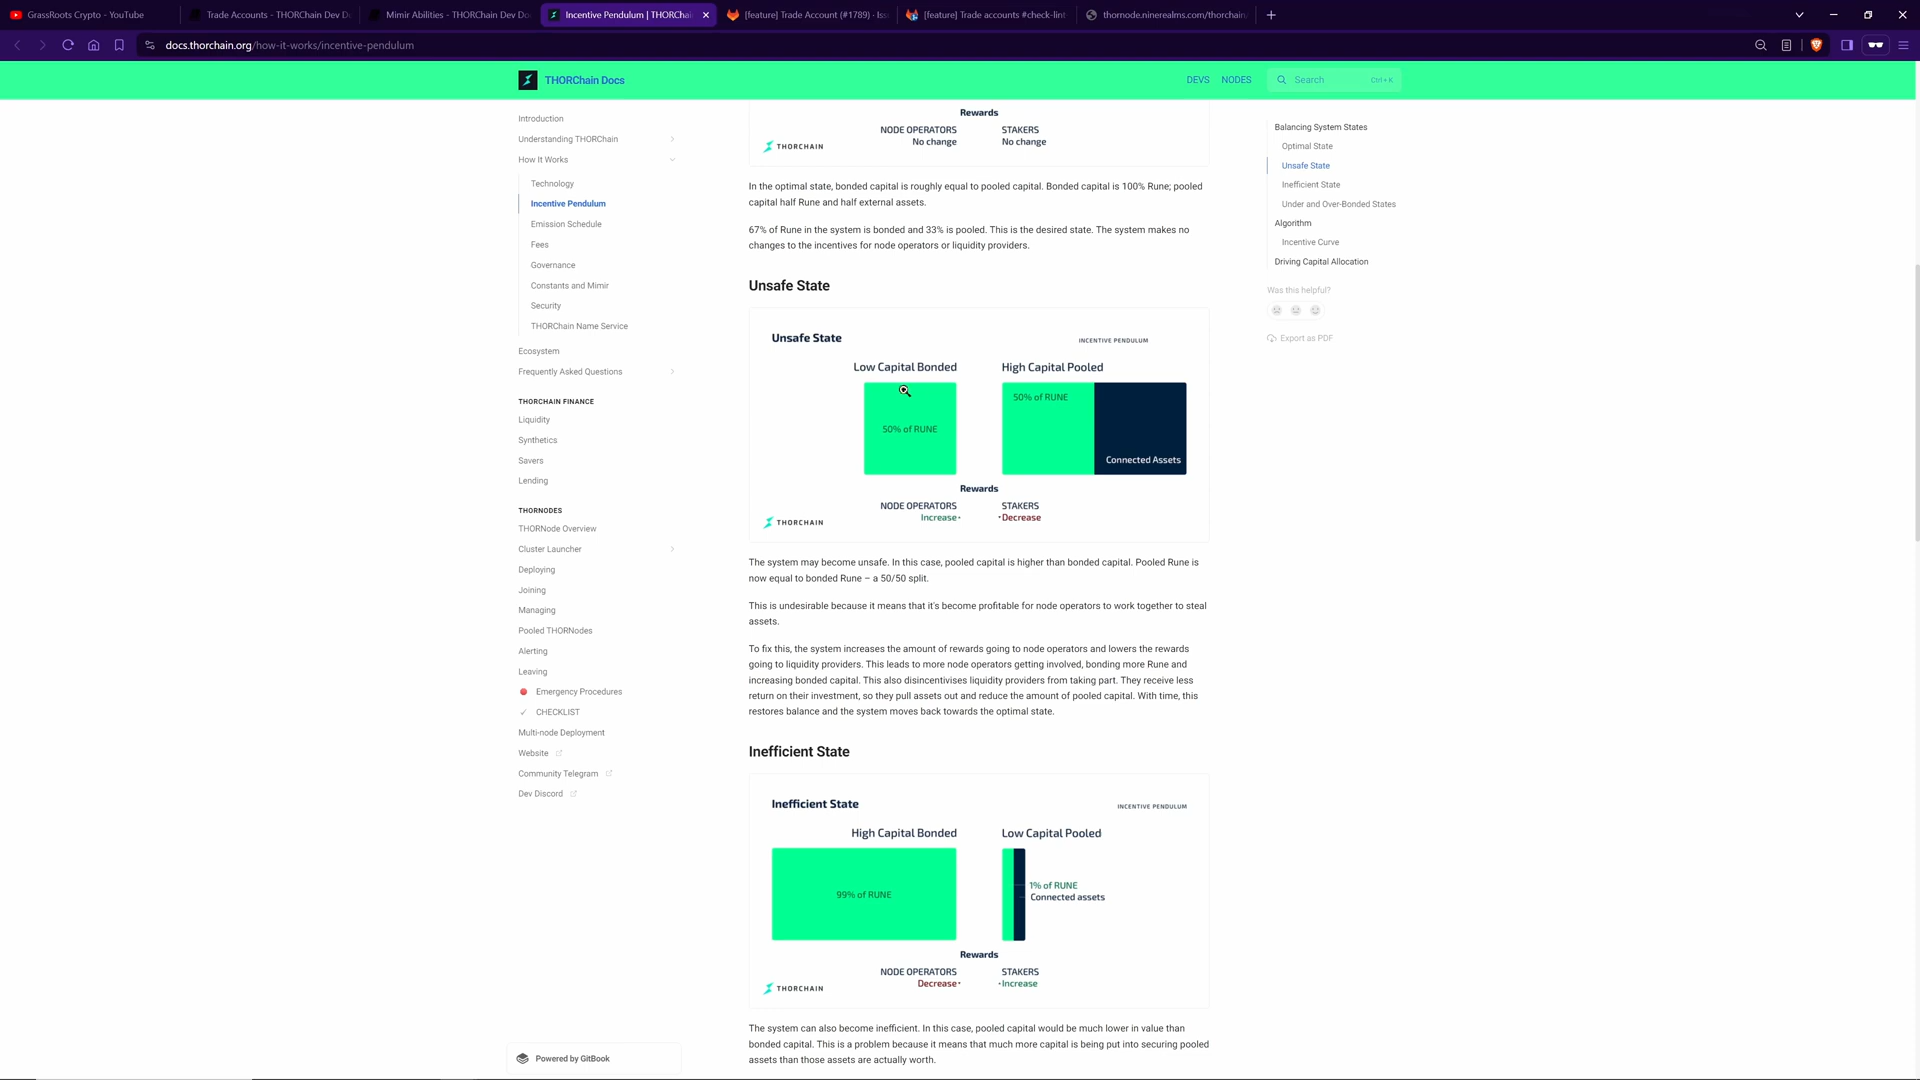 GrassRoots Crypto - YouTube
Trade Accounts - THORChain Dev D
Mimir Abilities - THORChain Dev Do
Incentive Pendulum | THORCha
[feature] Trade Account (#1789) · Iss
[feature] Trade accounts #check-lint
thornode.ninerealms.com/thorchain/
docs.thorchain.org/how-it-works/incentive-pendulum
THORChain Docs
DEVS
NODES
Search
Ctrl + K
Introduction
Understanding THORChain
How It Works
Technology
Incentive Pendulum
Emission Schedule
Fees
Governance
Constants and Mimir
Security
THORChain Name Service
Ecosystem
Frequently Asked Questions
THORCHAIN FINANCE
Liquidity
Synthetics
Savers
Lending
THORNODES
THORNode Overview
Cluster Launcher
Deploying
Joining
Managing
Pooled THORNodes
Alerting
Leaving
Emergency Procedures
CHECKLIST
Multi-node Deployment
Website
Community Telegram
Dev Discord
Powered by GitBook
Rewards
NODE OPERATORS
No change
STAKERS
No change
THORCHAIN
In the optimal state, bonded capital is roughly equal to pooled capital. Bonded capital is 100% Rune; pooled
capital half Rune and half external assets.
67% of Rune in the system is bonded and 33% is pooled. This is the desired state. The system makes no
changes to the incentives for node operators or liquidity providers.
Unsafe State
Unsafe State
INCENTIVE PENDULUM
Low Capital Bonded
High Capital Pooled
50% of RUNE
50% of RUNE
Connected Assets
Rewards
NODE OPERATORS
Increase
STAKERS
Decrease
THORCHAIN
The system may become unsafe. In this case, pooled capital is higher than bonded capital. Pooled Rune is
now equal to bonded Rune – a 50/50 split.
This is undesirable because it means that it's become profitable for node operators to work together to steal
assets.
To fix this, the system increases the amount of rewards going to node operators and lowers the rewards
going to liquidity providers. This leads to more node operators getting involved, bonding more Rune and
increasing bonded capital. This also disincentivises liquidity providers from taking part. They receive less
return on their investment, so they pull assets out and reduce the amount of pooled capital. With time, this
restores balance and the system moves back towards the optimal state.
Inefficient State
Inefficient State
INCENTIVE PENDULUM
High Capital Bonded
Low Capital Pooled
99% of RUNE
1% of RUNE
Connected assets
Rewards
NODE OPERATORS
Decrease
STAKERS
Increase
THORCHAIN
The system can also become inefficient. In this case, pooled capital would be much lower in value than
bonded capital. This is a problem because it means that much more capital is being put into securing pooled
assets than those assets are actually worth.
Balancing System States
Optimal State
Unsafe State
Inefficient State
Under and Over-Bonded States
Algorithm
Incentive Curve
Driving Capital Allocation
Was this helpful?
Export as PDF